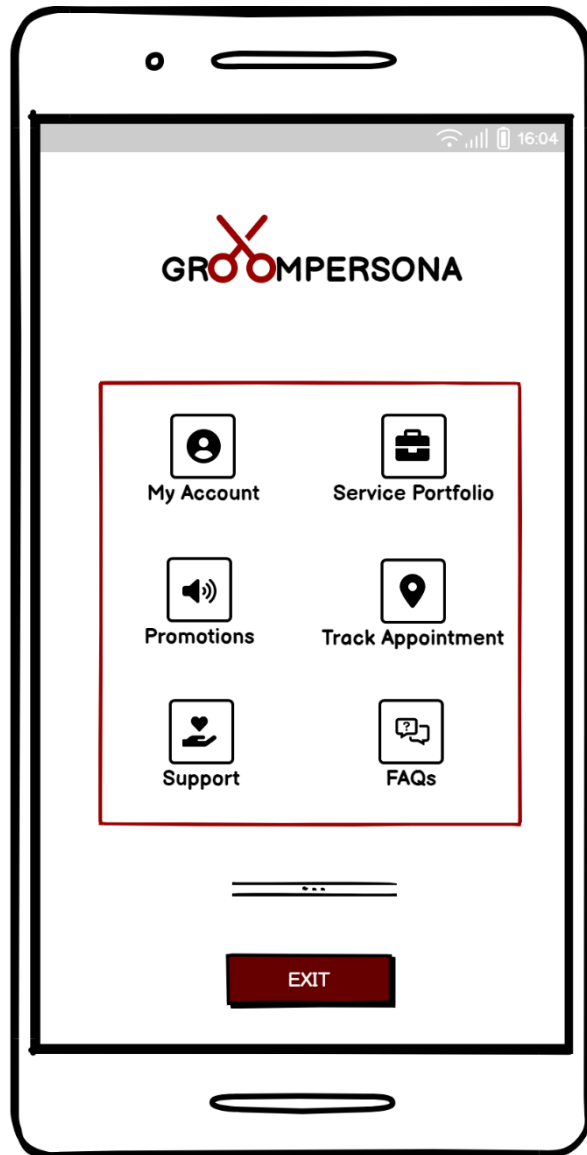 16:04
GROOMPERSONA
My Account
Service Portfolio
Promotions
Track Appointment
Support
FAQs
EXIT